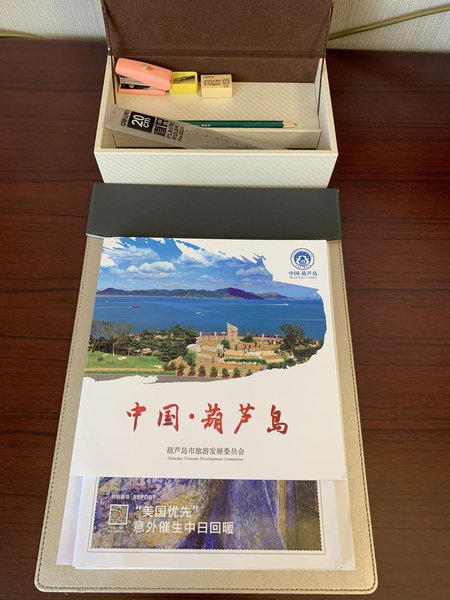 20
cm
PLASTIC
RULER
中国·葫芦岛
中国·葫芦岛
葫芦岛市旅游发展委员会
Huludao Tourism Development Committee
REPORT
“美国优先”
意外催生中日回暖